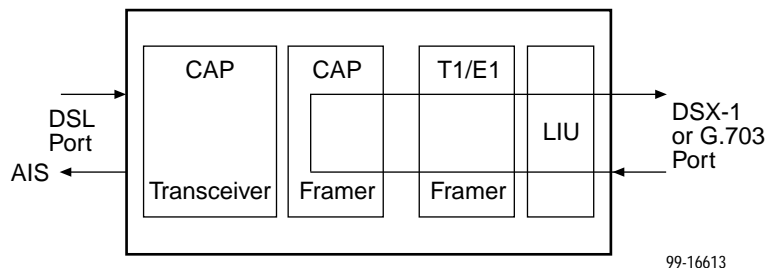 CAP
CAP
T1/E1
DSL
Port
DSX-1
or G.703
Port
LIU
AIS
Transceiver
Framer
Framer
99-16613